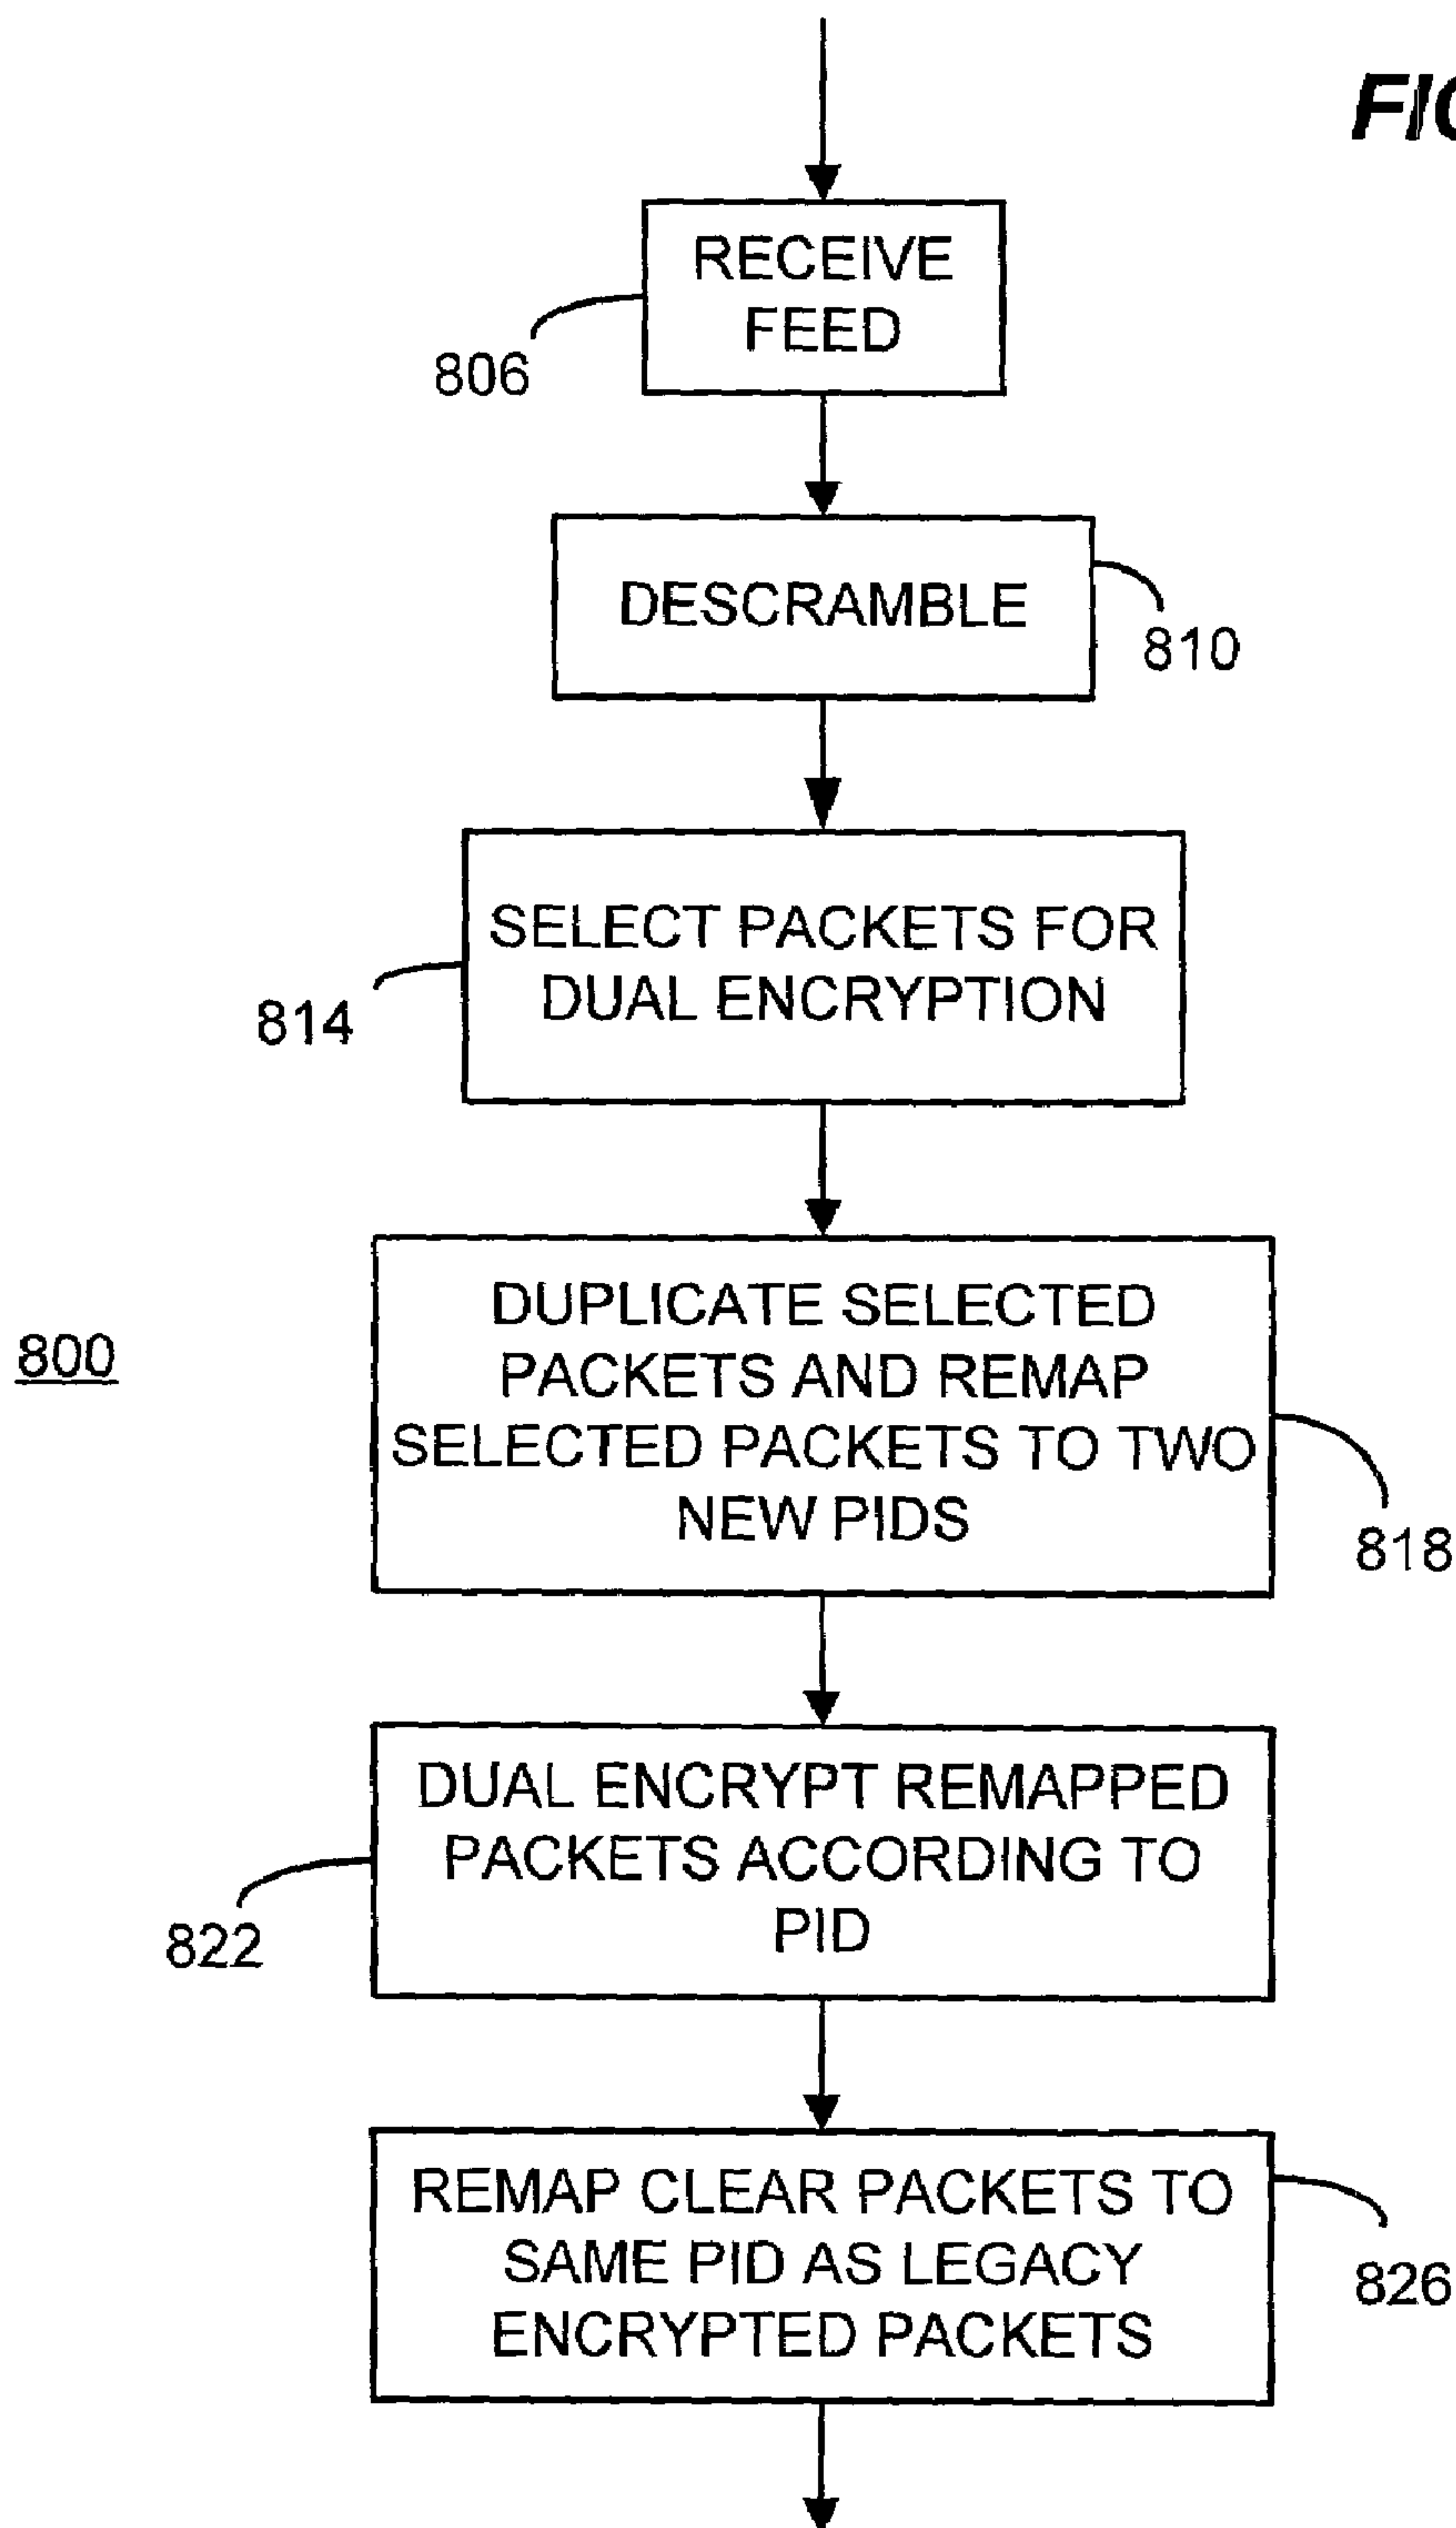 RECEIVE
FEED
806
DESCRAMBLE
810
SELECT PACKETS FOR
DUAL ENCRYPTION
814
DUPLICATE SELECTED
PACKETS AND REMAP
SELECTED PACKETS TO TWO
NEW PIDS
800
818
DUAL ENCRYPT REMAPPED
PACKETS ACCORDING TO
PID
822
REMAP CLEAR PACKETS TO
SAME PID AS LEGACY
ENCRYPTED PACKETS
826